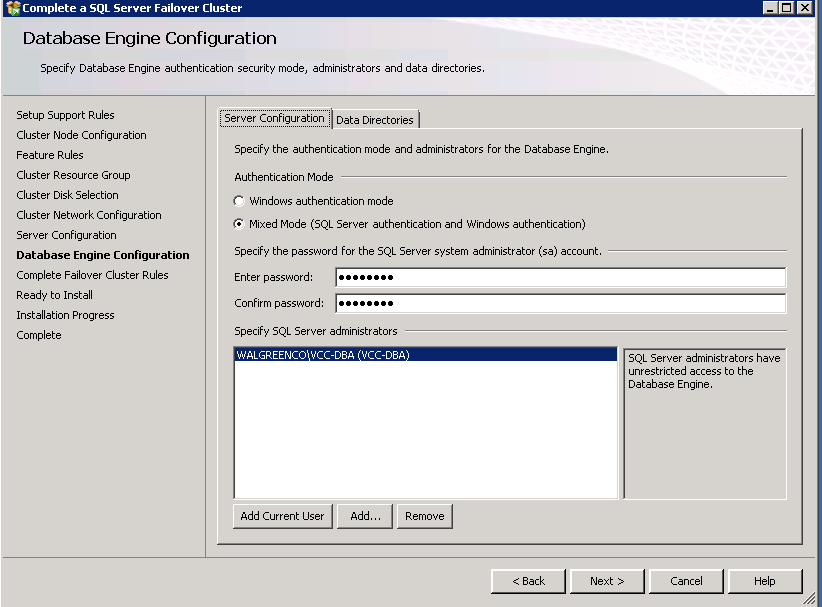 Complete a SQL Server Failover Cluster
Database Engine Configuration
Specify Database Engine authentication security mode, administrators and data directories.
Setup Support Rules
Cluster Node Configuration
Feature Rules
Cluster Resource Group
Cluster Disk Selection
Cluster Network Configuration
Server Configuration
Database Engine Configuration
Complete Failover Cluster Rules
Ready to Install
Installation Progress
Complete
Server Configuration
Data Directories
Specify the authentication mode and administrators for the Database Engine.
Authentication Mode
Windows authentication mode
Mixed Mode (SQL Server authentication and Windows authentication)
Specify the password for the SQL Server system administrator (sa) account.
Enter password: ●●●●●●●●
Confirm password: ●●●●●●●●
Specify SQL Server administrators
WALGREENCO\VCC-DBA (VCC-DBA)
SQL Server administrators have
unrestricted access to the
Database Engine.
Add Current User
Add...
Remove
< Back
Next >
Cancel
Help